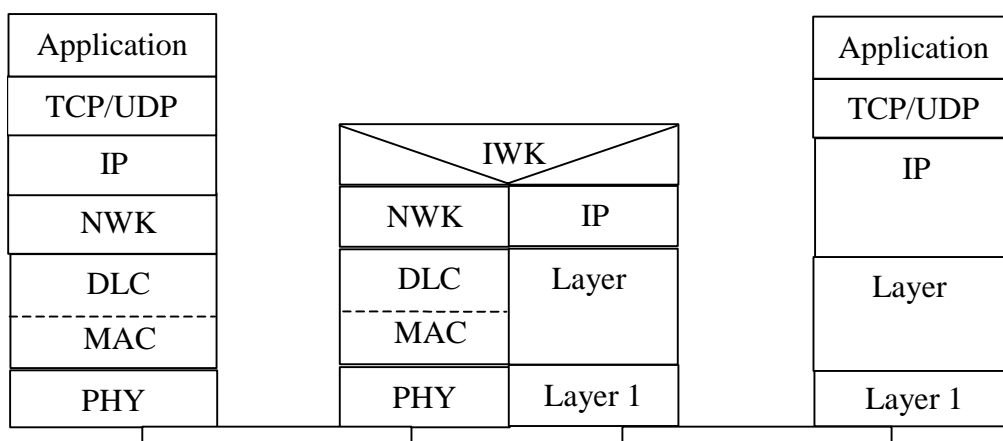 Application
TCP/UDP
IP
NWK
DLC
MAC
PHY
IWK
NWK
IP
DLC
Layer
MAC
PHY
Layer 1
Application
TCP/UDP
IP
Layer
Layer 1